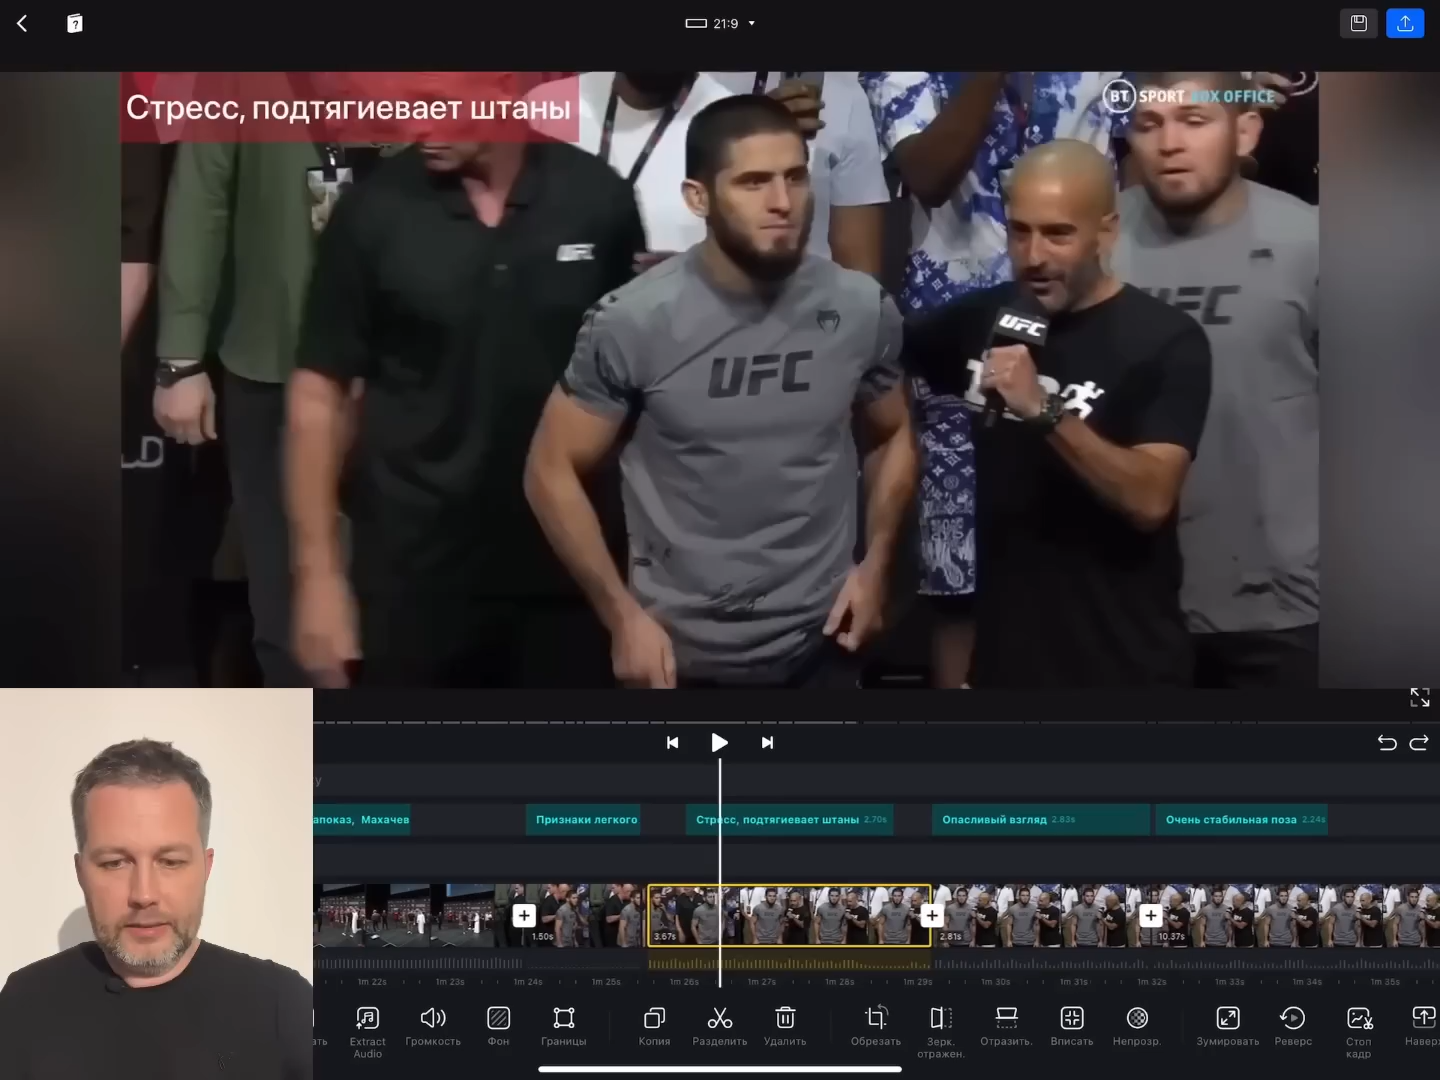 21:9
Стресс, подтягиевает штаны
BT SPORT BOX OFFICE
UFC
UFC
UFC
UFC
LD
апоказ, Махачев
Признаки легкого
Стресс, подтягиевает штаны 2.70s
Опасливый взгляд 2.83s
Очень стабильная поза 2.24s
1.50s
3.67s
2.81s
10.37s
1m 22s
1m 23s
1m 24s
1m 25s
1m 26s
1m 27s
1m 28s
1m 29s
1m 30s
1m 31s
1m 32s
1m 33s
1m 34s
1m 35s
ать
Extract
Audio
Громкость
Фон
Границы
Копия
Разделить
Удалить
Обрезать
Зерк.
отражен.
Отразить.
Вписать
Непрозр.
Зумировать
Реверс
Стоп
кадр
Наверх